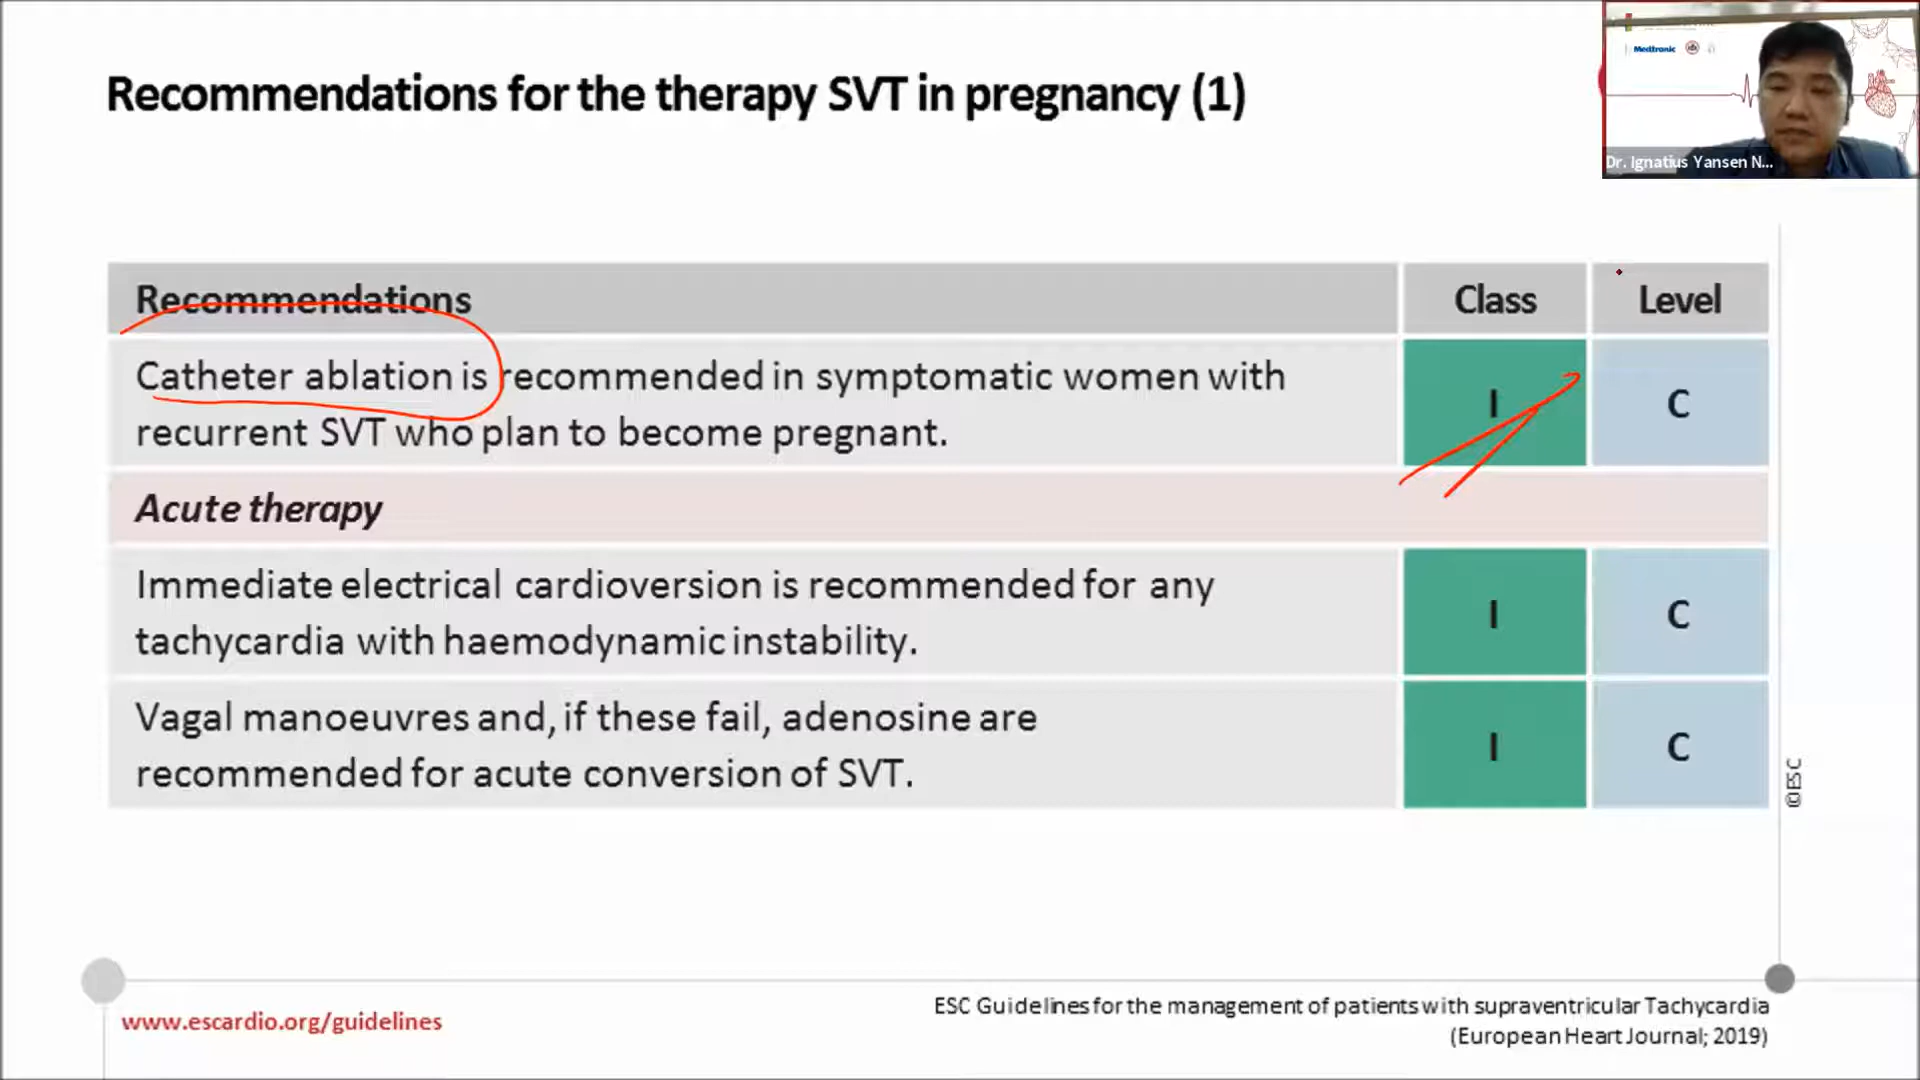 Recommendations for the therapy SVT in pregnancy (1)
Medtronic
Dr. Ignatius Yansen N...
Recommendations
Class
Level
Catheter ablation is recommended in symptomatic women with
recurrent SVT who plan to become pregnant.
I
C
Acute therapy
Immediate electrical cardioversion is recommended for any
tachycardia with haemodynamic instability.
I
C
Vagal manoeuvres and, if these fail, adenosine are
recommended for acute conversion of SVT.
I
C
©ESC
www.escardio.org/guidelines
ESC Guidelines for the management of patients with supraventricular Tachycardia
(European Heart Journal; 2019)